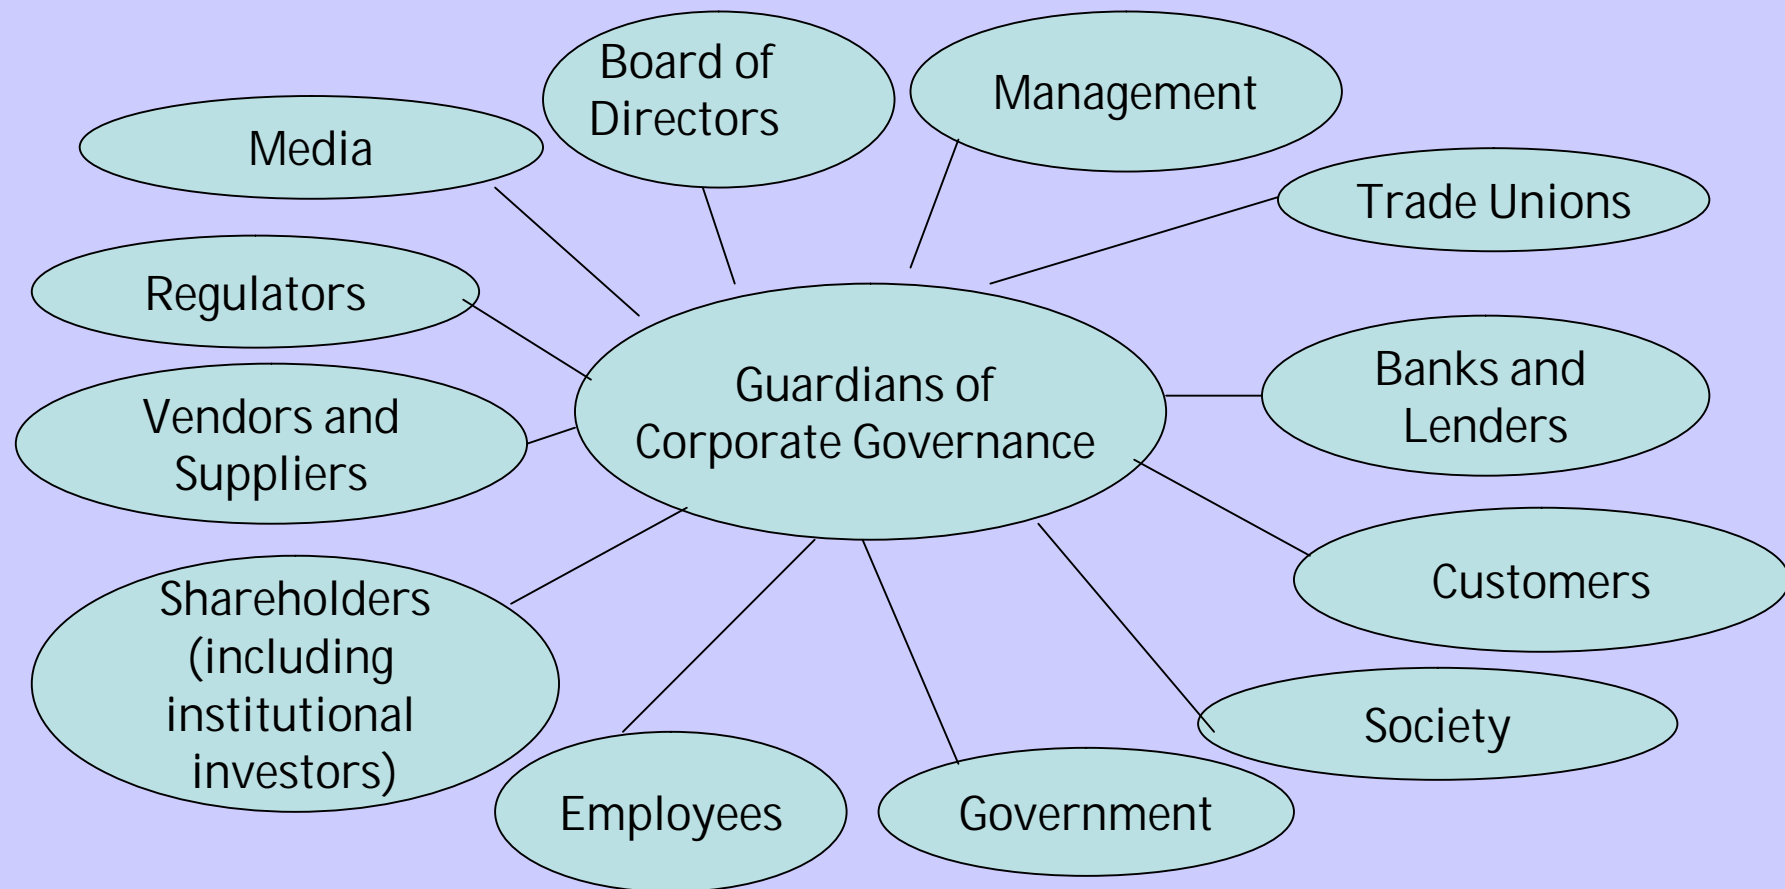 Board of
Directors
Management
Media
Trade Unions
Regulators
Banks and
Lenders
Guardians of
Corporate Governance
Vendors and
Suppliers
Customers
Shareholders
(including
institutional
investors)
Society
Employees
Government